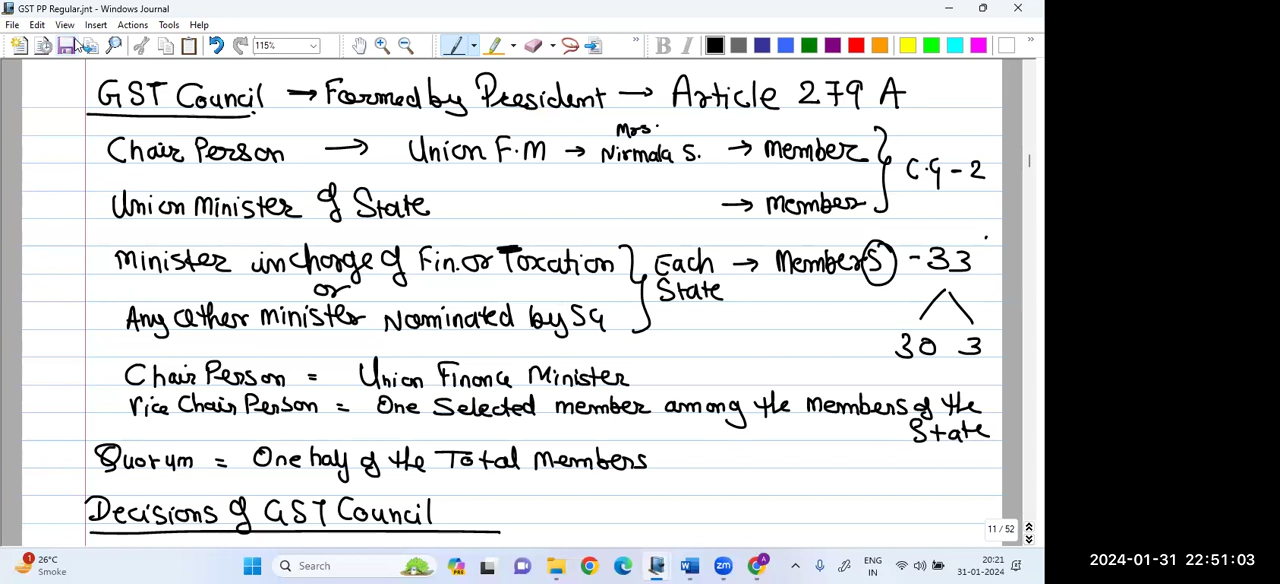 GST PP Regular.jnt - Windows Journal
File Edit View Insert Actions Tools Help
115%
GST Council → Formed by President → Article 279 A
Mrs.
Chair Person → Union F.M → Nirmala S. → member
C.G - 2
Union Minister of State → member
Minister in charge of Fin. or Taxation Each → Members - 33
or State
Any other minister Nominated by SG
30 3
Chair Person = Union Finance Minister
Vice Chair Person = One Selected member among the Members of the
State
Quorum = One half of the Total Members
Decisions of GST Council
11 / 52
1
26°C
Smoke
Search
ENG
IN
20:21
31-01-2024
2024-01-31 22:51:03